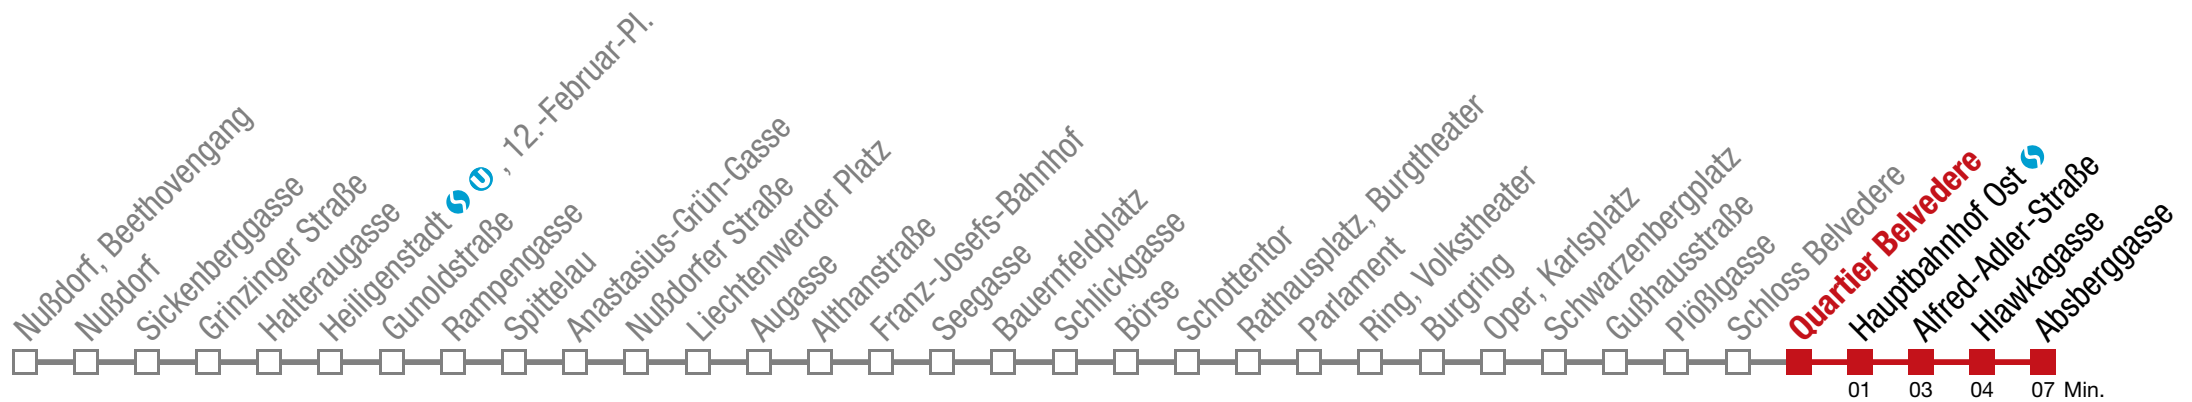 Nußdorf, Beethovengang
Nußdorf
Sickenberggasse
Grinzinger Straße
Halteraugasse
Heiligenstadt S U , 12.-Februar-Pl.
Gunoldstraße
Rampengasse
Spittelau
Anastasius-Grün-Gasse
Nußdorfer Straße
Liechtenwerder Platz
Augasse
Althanstraße
Franz-Josefs-Bahnhof
Seegasse
Bauernfeldplatz
Schlickgasse
Börse
Schottentor
Rathausplatz, Burgtheater
Parlament
Ring, Volkstheater
Burgring
Oper, Karlsplatz
Schwarzenbergplatz
Gußhausstraße
Plößlgasse
Schloss Belvedere
Quartier Belvedere
Hauptbahnhof Ost S
Alfred-Adler-Straße
Hlawkagasse
Absberggasse
01 03 04 07 Min.